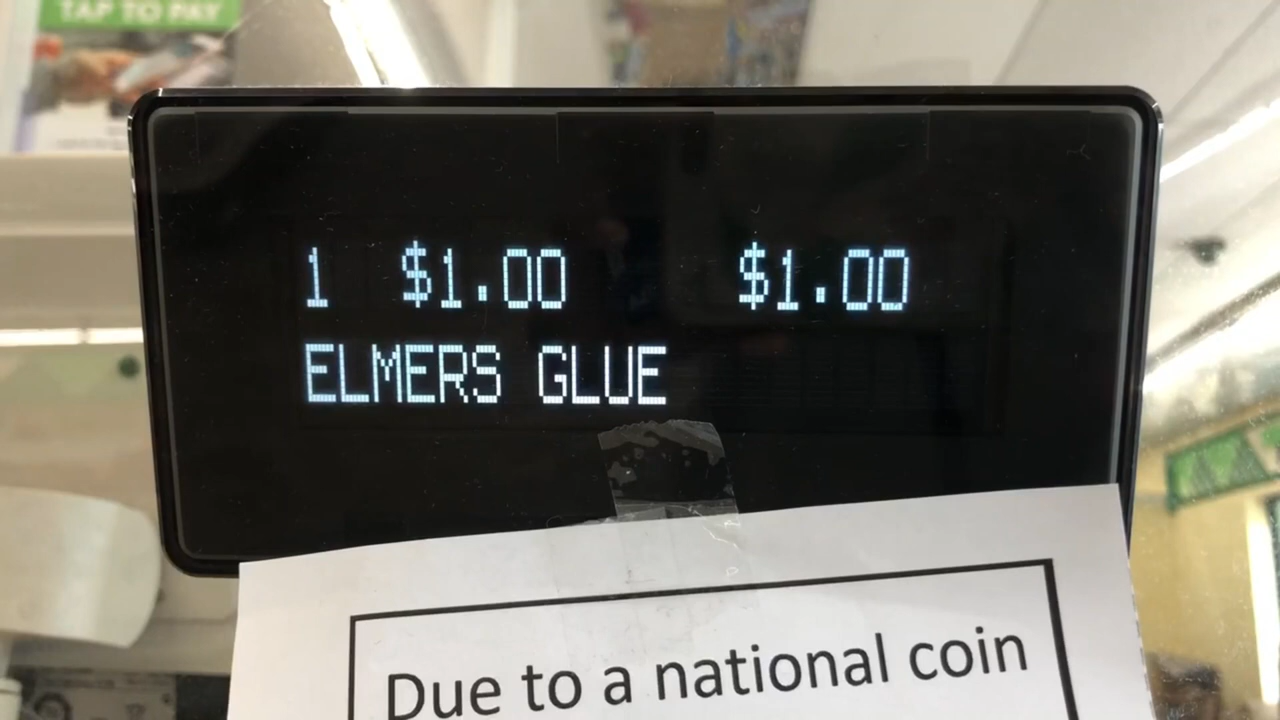 TAP TO PAY
1 $1.00 $1.00
ELMERS GLUE
Due to a national coin